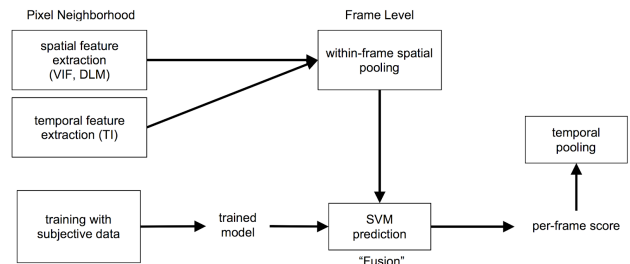 Pixel Neighborhood
Frame Level
spatial feature
extraction
(VIF, DLM)
within-frame spatial
pooling
temporal feature
extraction (TI)
temporal
pooling
training with
subjective data
trained
model
SVM
prediction
per-frame score
“Fusion”